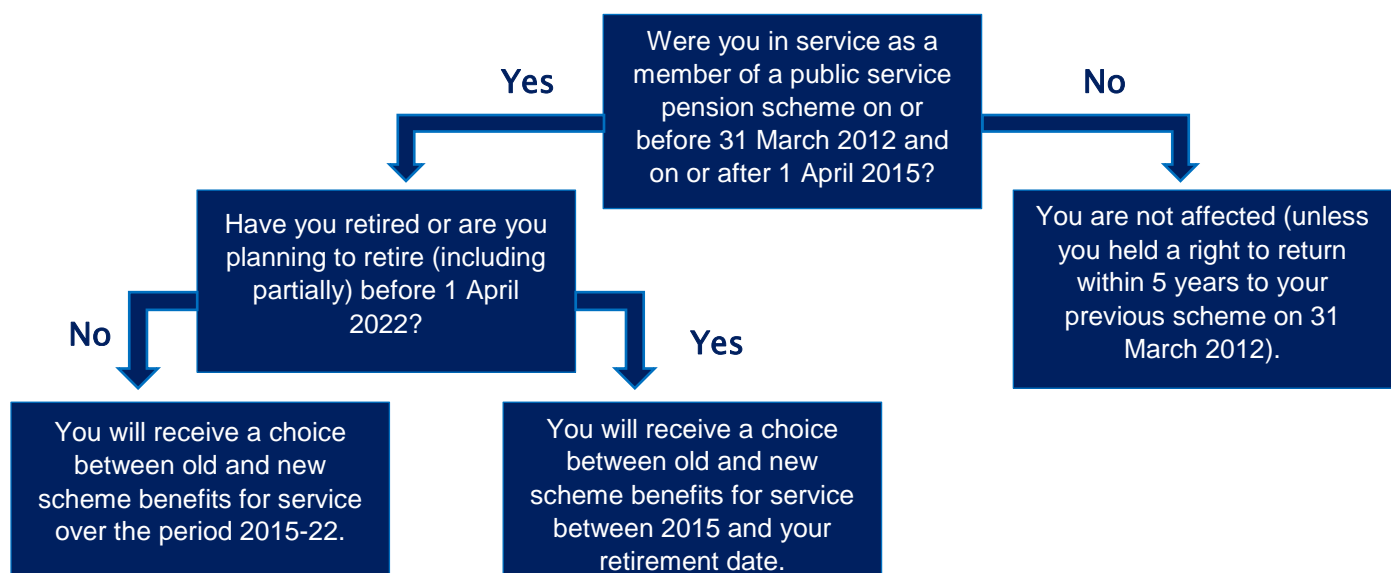 Were you in service as a
member of a public service
pension scheme on or
before 31 March 2012 and
on or after 1 April 2015?
Yes
No
Have you retired or are you
planning to retire (including
partially) before 1 April
2022?
You are not affected (unless
you held a right to return
within 5 years to your
previous scheme on 31
March 2012).
No
Yes
You will receive a choice
between old and new
scheme benefits for service
over the period 2015-22.
You will receive a choice
between old and new
scheme benefits for service
between 2015 and your
retirement date.